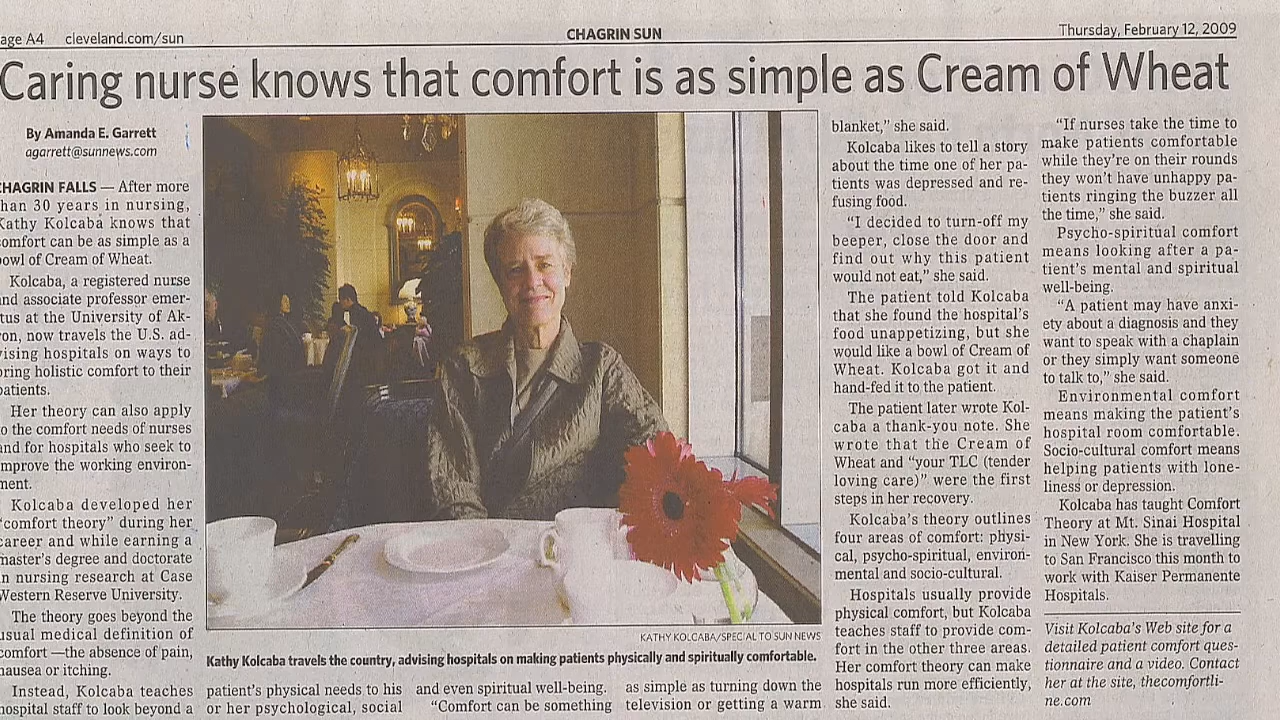 age A4 cleveland.com/sun
CHAGRIN SUN
Thursday, February 12, 2009
Caring nurse knows that comfort is as simple as Cream of Wheat
By Amanda E. Garrett
agarrett@sunnews.com
CHAGRIN FALLS — After more
han 30 years in nursing,
Kathy Kolcaba knows that
omfort can be as simple as a
owl of Cream of Wheat.
Kolcaba, a registered nurse
nd associate professor emer-
tus at the University of Ak-
on, now travels the U.S. ad-
vising hospitals on ways to
bring holistic comfort to their
patients.
Her theory can also apply
o the comfort needs of nurses
and for hospitals who seek to
mprove the working environ-
ment.
Kolcaba developed her
"comfort theory" during her
career and while earning a
master's degree and doctorate
n nursing research at Case
Western Reserve University.
The theory goes beyond the
usual medical definition of
comfort —the absence of pain,
nausea or itching.
Instead, Kolcaba teaches
hospital staff to look beyond a
KATHY KOLCABA/SPECIAL TO SUN NEWS
Kathy Kolcaba travels the country, advising hospitals on making patients physically and spiritually comfortable.
patient's physical needs to his
or her psychological, social
and even spiritual well-being.
"Comfort can be something
as simple as turning down the
television or getting a warm
blanket," she said.
Kolcaba likes to tell a story
about the time one of her pa-
tients was depressed and re-
fusing food.
"I decided to turn-off my
beeper, close the door and
find out why this patient
would not eat," she said.
The patient told Kolcaba
that she found the hospital's
food unappetizing, but she
would like a bowl of Cream of
Wheat. Kolcaba got it and
hand-fed it to the patient.
The patient later wrote Kol-
caba a thank-you note. She
wrote that the Cream of
Wheat and "your TLC (tender
loving care)" were the first
steps in her recovery.
Kolcaba's theory outlines
four areas of comfort: physi-
cal, psycho-spiritual, environ-
mental and socio-cultural.
Hospitals usually provide
physical comfort, but Kolcaba
teaches staff to provide com-
fort in the other three areas.
Her comfort theory can make
hospitals run more efficiently,
she said.
"If nurses take the time to
make patients comfortable
while they're on their rounds
they won't have unhappy pa-
tients ringing the buzzer all
the time," she said.
Psycho-spiritual comfort
means looking after a pa-
tient's mental and spiritual
well-being.
"A patient may have anxi-
ety about a diagnosis and they
want to speak with a chaplain
or they simply want someone
to talk to," she said.
Environmental comfort
means making the patient's
hospital room comfortable.
Socio-cultural comfort means
helping patients with lone-
liness or depression.
Kolcaba has taught Comfort
Theory at Mt. Sinai Hospital
in New York. She is travelling
to San Francisco this month to
work with Kaiser Permanente
Hospitals.
Visit Kolcaba's Web site for a
detailed patient comfort ques-
tionnaire and a video. Contact
her at the site, thecomfortli-
ne.com